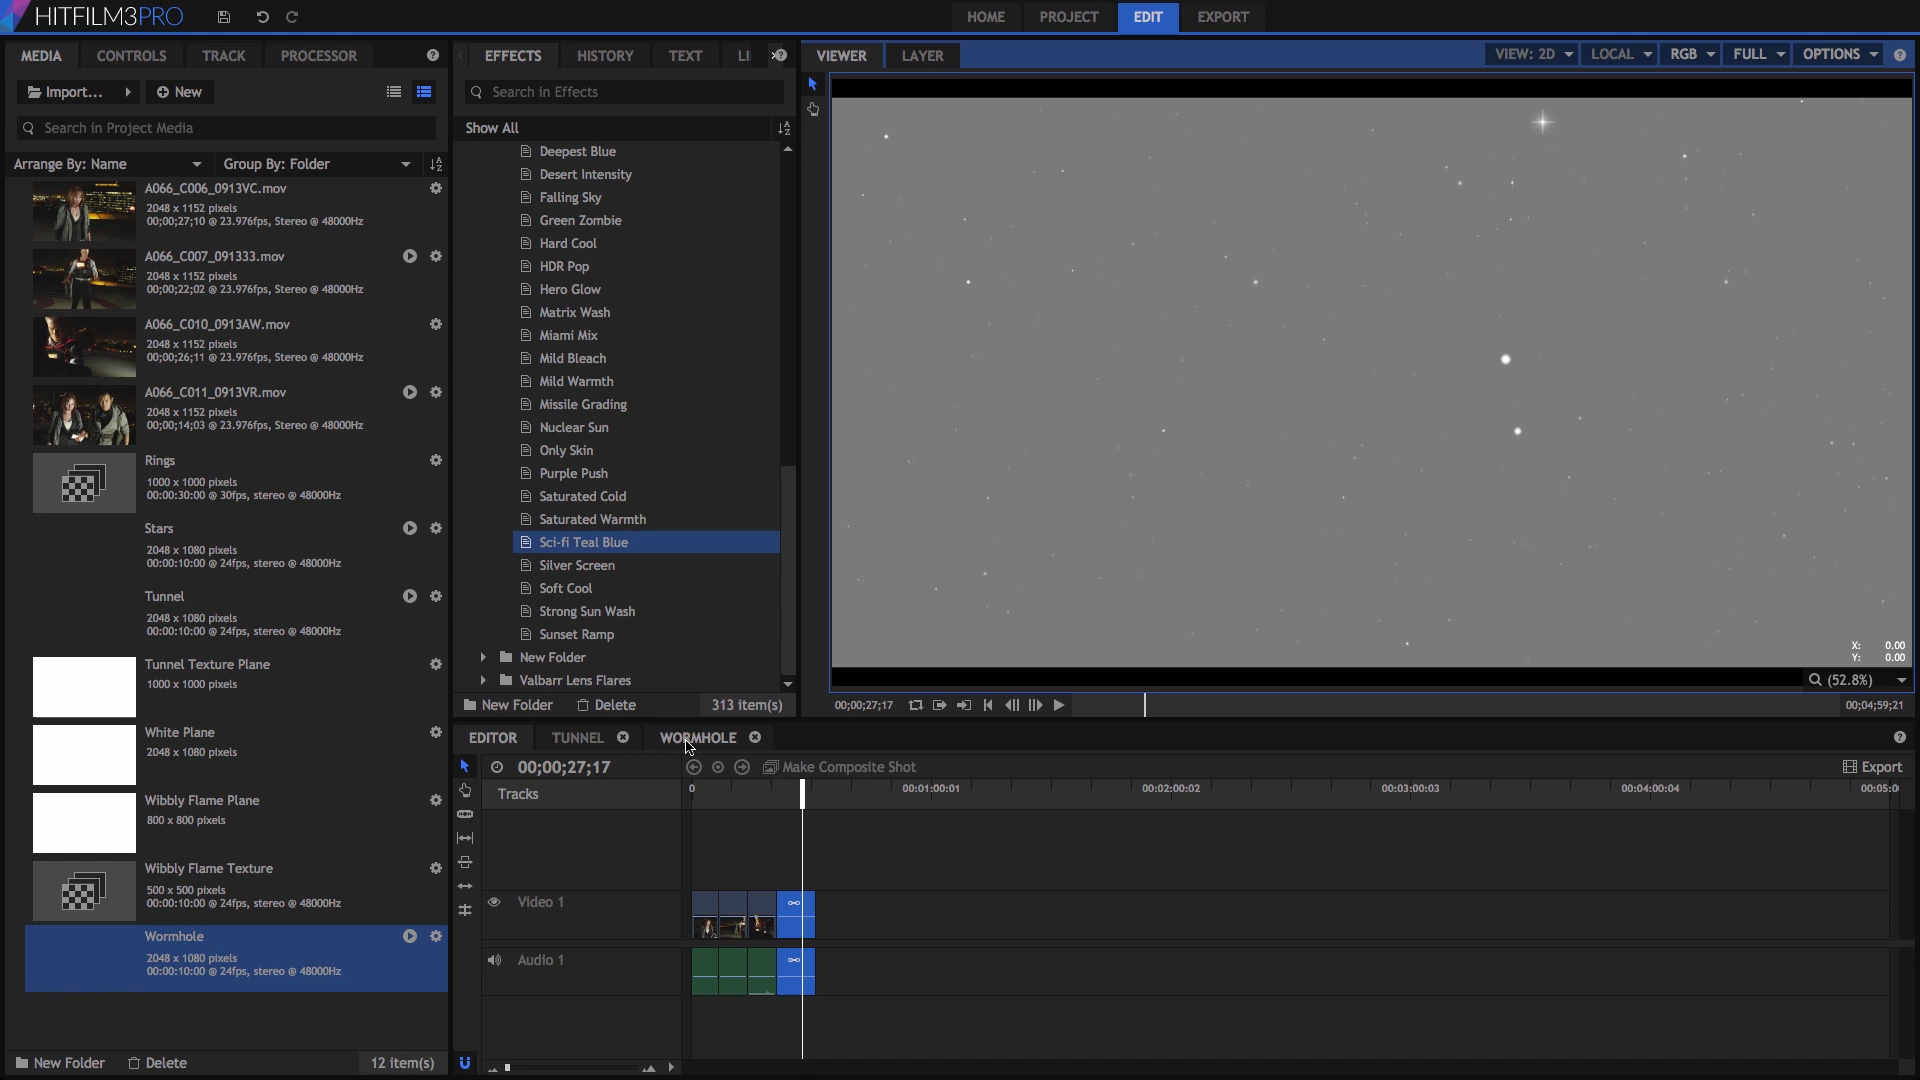 HITFILM3PRO
HOME PROJECT EDIT EXPORT
MEDIA CONTROLS TRACK PROCESSOR
Import... New
Search in Project Media
Arrange By: Name Group By: Folder
A066_C006_0913VC.mov
2048 x 1152 pixels
00;00;27;10 @ 23.976fps, Stereo @ 48000Hz
A066_C007_091333.mov
2048 x 1152 pixels
00;00;22;02 @ 23.976fps, Stereo @ 48000Hz
A066_C010_0913AW.mov
2048 x 1152 pixels
00;00;26;11 @ 23.976fps, Stereo @ 48000Hz
A066_C011_0913VR.mov
2048 x 1152 pixels
00;00;14;03 @ 23.976fps, Stereo @ 48000Hz
Rings
1000 x 1000 pixels
00:00:30:00 @ 30fps, stereo @ 48000Hz
Stars
2048 x 1080 pixels
00:00:10:00 @ 24fps, stereo @ 48000Hz
Tunnel
2048 x 1080 pixels
00:00:10:00 @ 24fps, stereo @ 48000Hz
Tunnel Texture Plane
1000 x 1000 pixels
White Plane
2048 x 1080 pixels
Wibbly Flame Plane
800 x 800 pixels
Wibbly Flame Texture
500 x 500 pixels
00:00:10:00 @ 24fps, stereo @ 48000Hz
Wormhole
2048 x 1080 pixels
00:00:10:00 @ 24fps, stereo @ 48000Hz
New Folder Delete 12 item(s)
EFFECTS HISTORY TEXT LI
Search in Effects
Show All
Deepest Blue
Desert Intensity
Falling Sky
Green Zombie
Hard Cool
HDR Pop
Hero Glow
Matrix Wash
Miami Mix
Mild Bleach
Mild Warmth
Missile Grading
Nuclear Sun
Only Skin
Purple Push
Saturated Cold
Saturated Warmth
Sci-fi Teal Blue
Silver Screen
Soft Cool
Strong Sun Wash
Sunset Ramp
New Folder
Valbarr Lens Flares
New Folder Delete 313 item(s)
VIEWER LAYER VIEW: 2D LOCAL RGB FULL OPTIONS
X: 0.00
Y: 0.00
(52.8%)
00;00;27;17 00;04;59;21
EDITOR TUNNEL WORMHOLE
00;00;27;17 Make Composite Shot Export
Tracks 0 00:01:00:01 00:02:00:02 00:03:00:03 00:04:00:04 00:05:0
Video 1
Audio 1